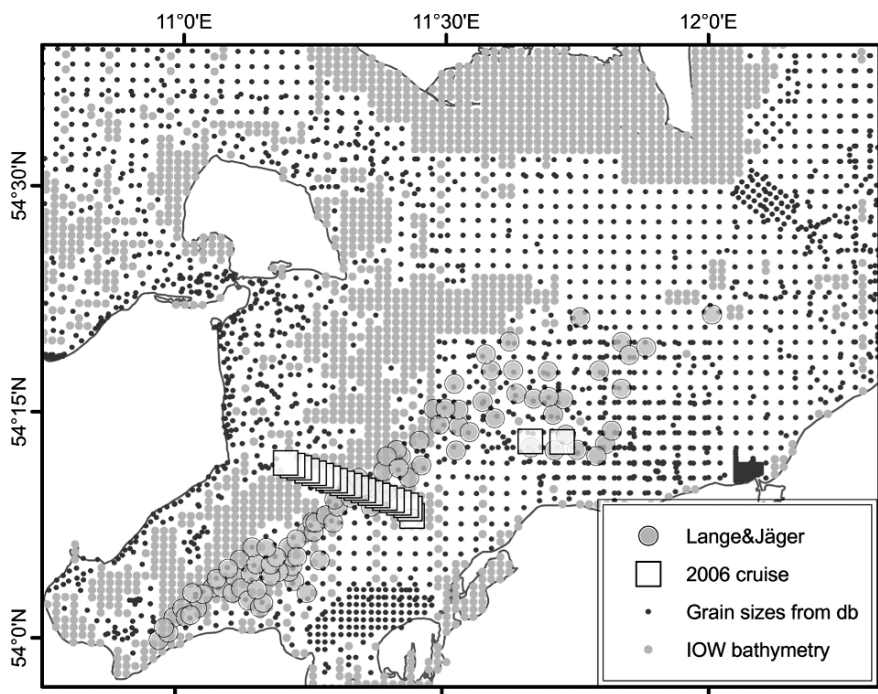 11°0'E 11°30'E 12°0'E
54°30'N
54°15'N
54°0'N
Lange&Jäger
2006 cruise
Grain sizes from db
IOW bathymetry